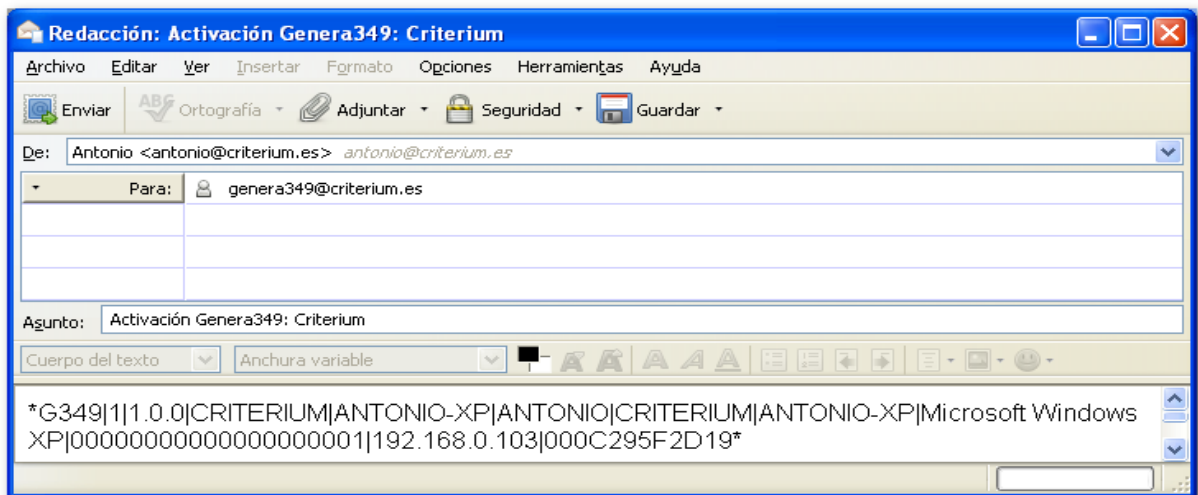 Redacción: Activación Genera349: Criterium
Archivo Editar Ver Insertar Formato Opciones Herramientas Ayuda
Enviar ABC Ortografía Adjuntar Seguridad Guardar
De: Antonio <antonio@criterium.es> antonio@criterium.es
Para: genera349@criterium.es
Asunto: Activación Genera349: Criterium
Cuerpo del texto Anchura variable
*G349|1|1.0.0|CRITERIUM|ANTONIO-XP|ANTONIO|CRITERIUM|ANTONIO-XP|Microsoft Windows
XP|00000000000000000001|192.168.0.103|000C295F2D19*